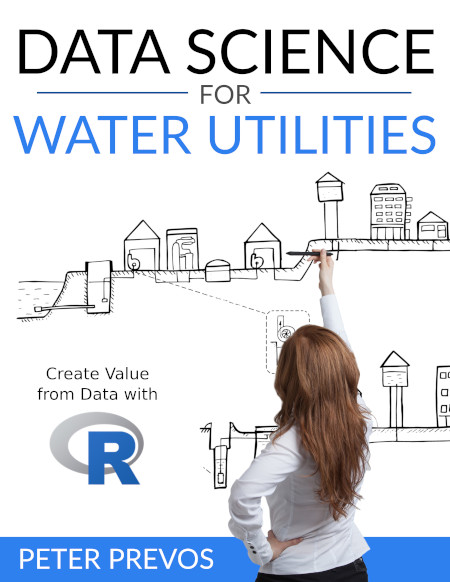 DATA SCIENCE
FOR
WATER UTILITIES
Create Value
from Data with
R
PETER PREVOS